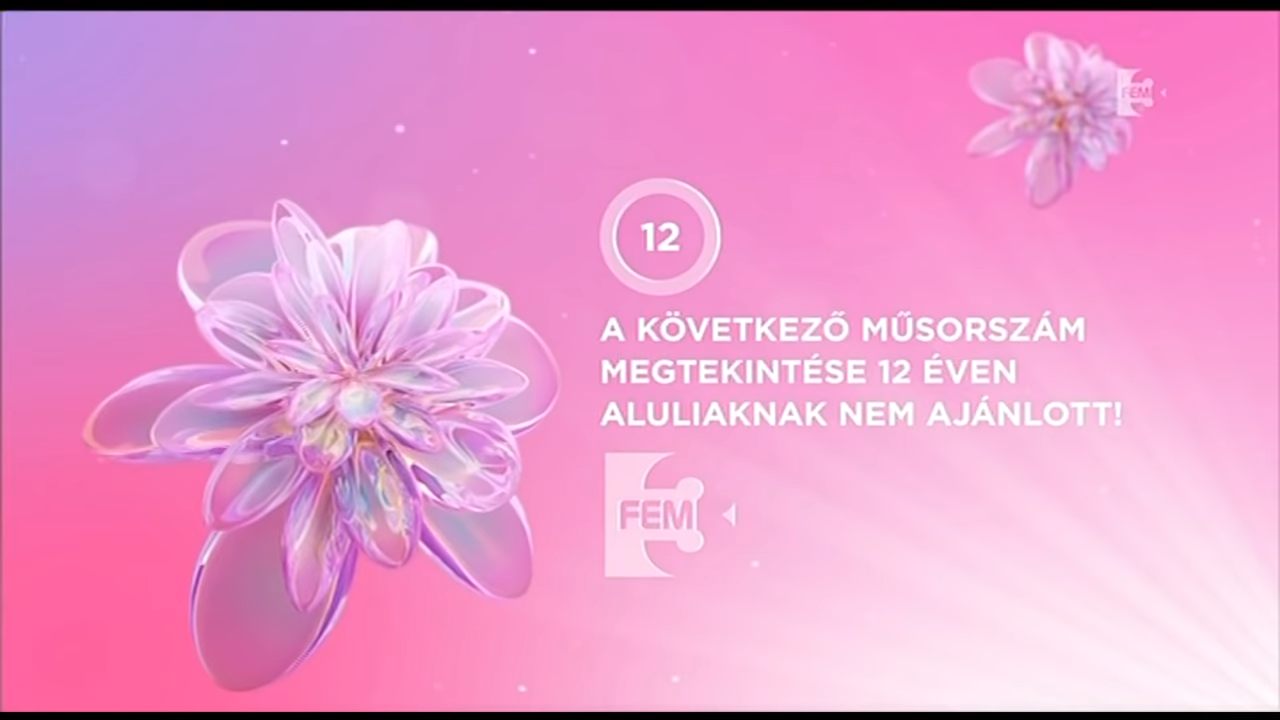 FEM
12
A KÖVETKEZŐ MŰSORSZÁM
MEGTEKINTÉSE 12 ÉVEN
ALULIAKNAK NEM AJÁNLOTT!
FEM